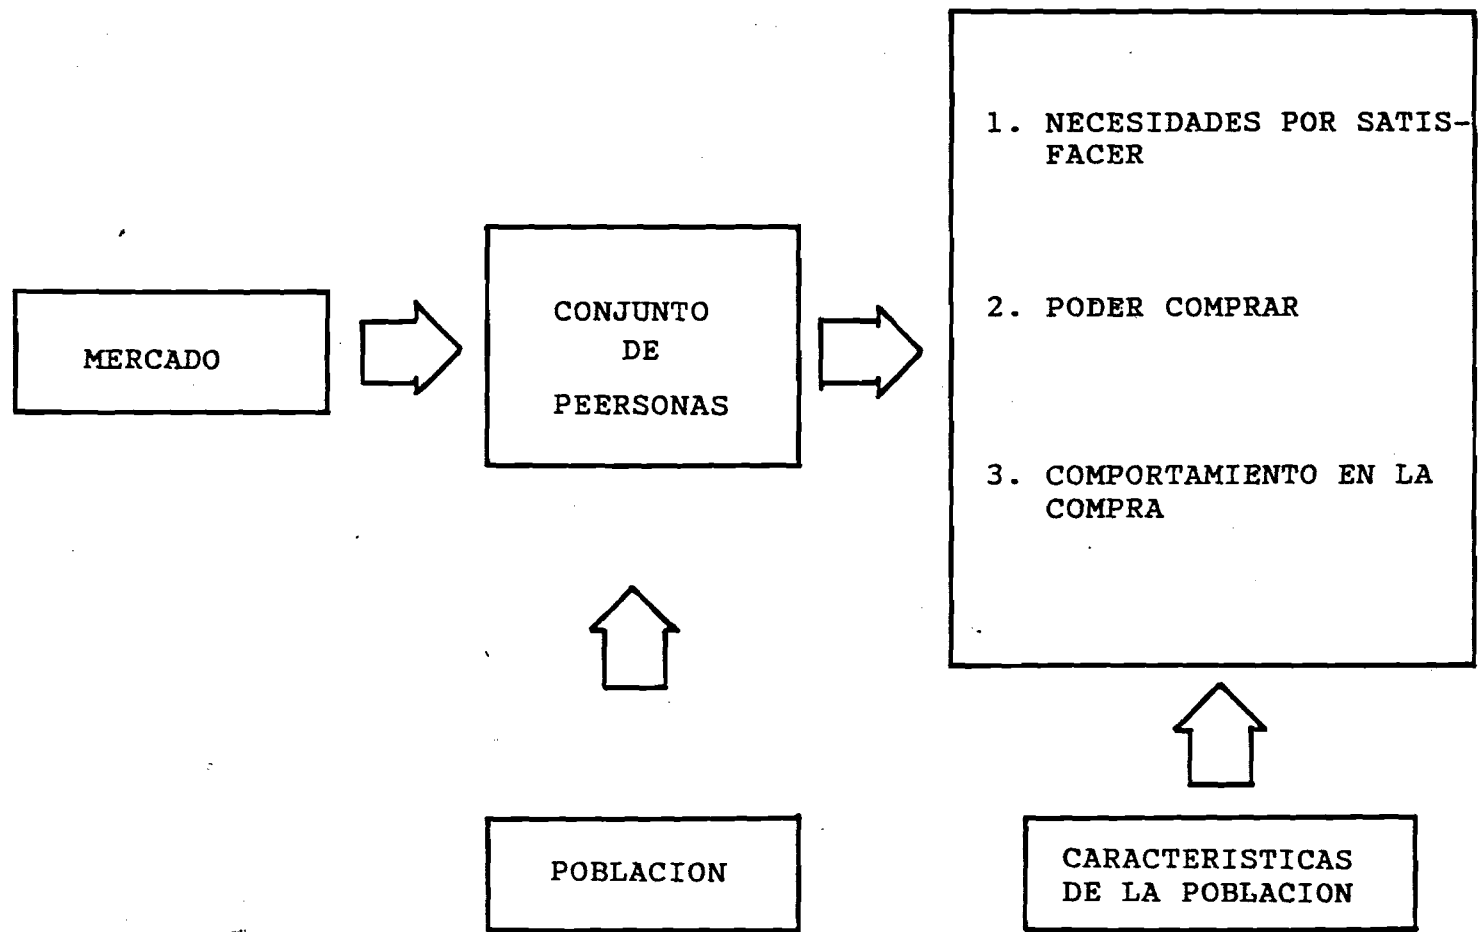 MERCADO
CONJUNTO
DE
PEERSONAS
1. NECESIDADES POR SATIS-
FACER
2. PODER COMPRAR
3. COMPORTAMIENTO EN LA
COMPRA
POBLACION
CARACTERISTICAS
DE LA POBLACION